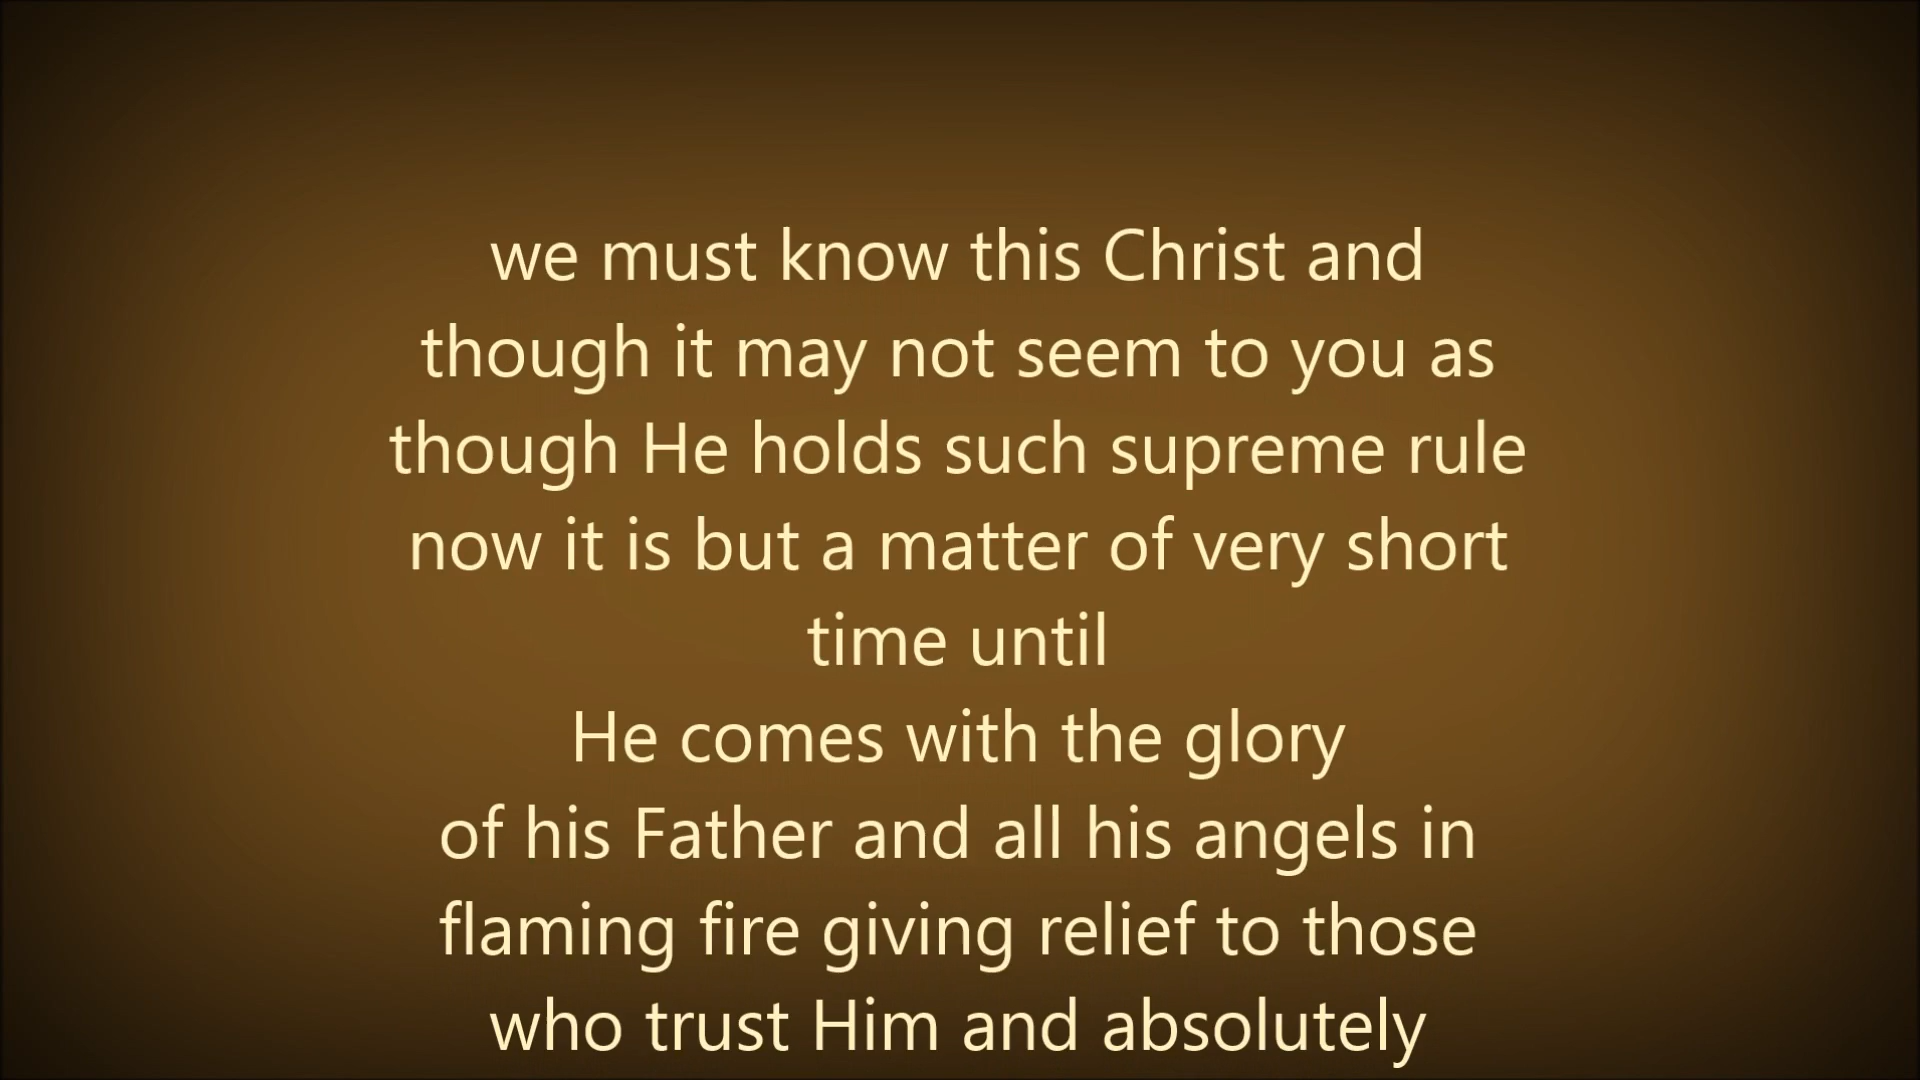 we must know this Christ and
though it may not seem to you as
though He holds such supreme rule
now it is but a matter of very short
time until
He comes with the glory
of his Father and all his angels in
flaming fire giving relief to those
who trust Him and absolutely